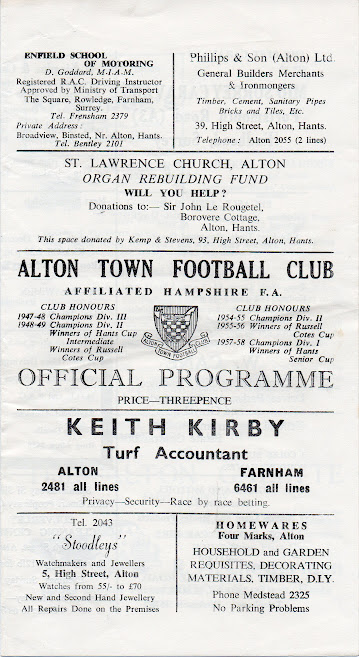 ENFIELD SCHOOL
OF MOTORING
D. Goddard, M-I-A-M.
Registered R.A.C. Driving Instructor
Approved by Ministry of Transport
The Square, Rowledge, Farnham,
Surrey.
Tel. Frensham 2379
Private Address :
Broadview, Binsted, Nr. Alton, Hants.
Tel. Bentley 2101
Phillips & Son (Alton) Ltd.
General Builders Merchants
& Ironmongers
Timber, Cement, Sanitary Pipes
Bricks and Tiles, Etc.
39, High Street, Alton, Hants.
Telephone : Alton 2055 (2 lines)
ST. LAWRENCE CHURCH, ALTON
ORGAN REBUILDING FUND
WILL YOU HELP?
Donations to:— Sir John Le Rougetel,
Borovere Cottage,
Alton, Hants.
This space donated by Kemp & Stevens, 93, High Street, Alton, Hants.
ALTON TOWN FOOTBALL CLUB
AFFILIATED HAMPSHIRE F.A.
CLUB HONOURS
1947-48 Champions Div. III
1948-49 Champions Div. II
Winners of Hants Cup
Intermediate
Winners of Russell
Cotes Cup
ALTON TOWN FOOTBALL CLUB
CLUB HONOURS
1954-55 Champions Div. II
1955-56 Winners of Russell
Cotes Cup
1957-58 Champions Div. I
Winners of Hants
Senior Cup
OFFICIAL PROGRAMME
PRICE—THREEPENCE
KEITH KIRBY
Turf Accountant
ALTON
2481 all lines
FARNHAM
6461 all lines
Privacy—Security—Race by race betting.
Tel. 2043
"Stoodleys"
Watchmakers and Jewellers
5, High Street, Alton
Watches from 55/- to £70
New and Second Hand Jewellery
All Repairs Done on the Premises
HOMEWARES
Four Marks, Alton
HOUSEHOLD and GARDEN
REQUISITES, DECORATING
MATERIALS, TIMBER, D.I.Y.
Phone Medstead 2325
No Parking Problems